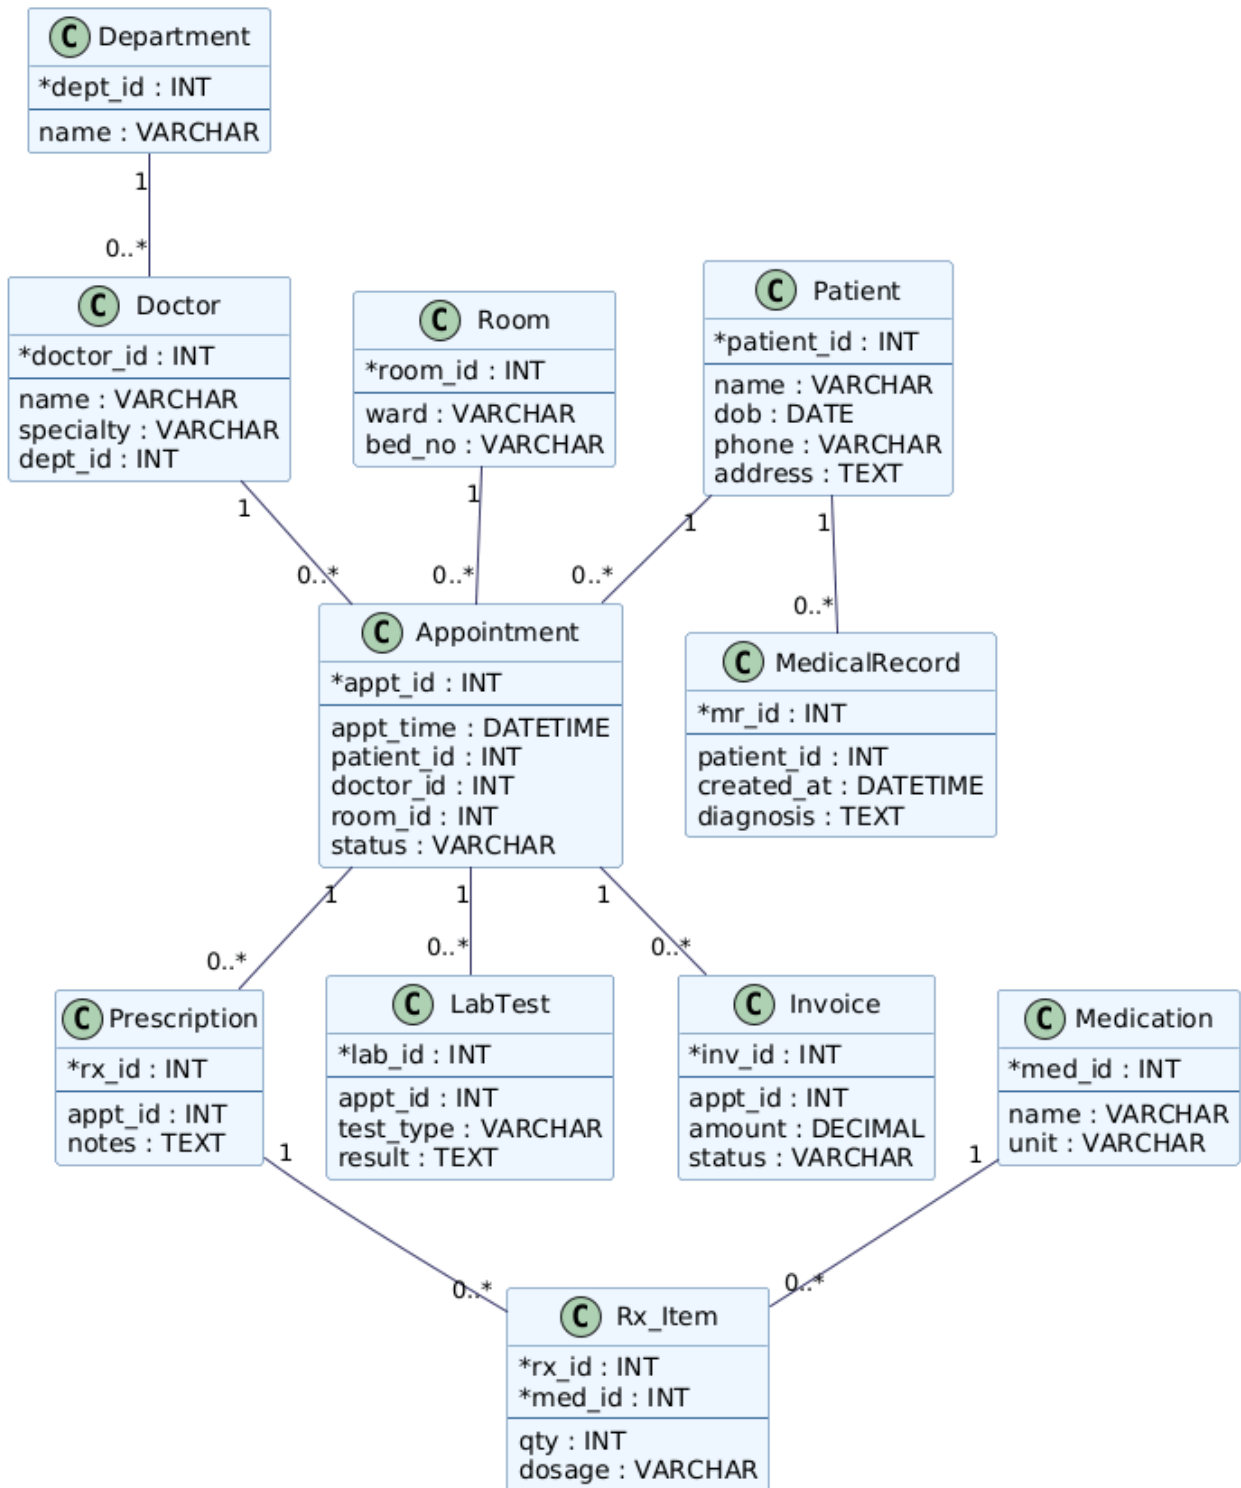 C Department
*dept_id : INT
name : VARCHAR
1
0..*
C Doctor
*doctor_id : INT
name : VARCHAR
specialty : VARCHAR
dept_id : INT
C Room
*room_id : INT
ward : VARCHAR
bed_no : VARCHAR
C Patient
*patient_id : INT
name : VARCHAR
dob : DATE
phone : VARCHAR
address : TEXT
1
0..*
1
0..*
1
0..*
1
0..*
C Appointment
*appt_id : INT
appt_time : DATETIME
patient_id : INT
doctor_id : INT
room_id : INT
status : VARCHAR
C MedicalRecord
*mr_id : INT
patient_id : INT
created_at : DATETIME
diagnosis : TEXT
1
0..*
1
0..*
1
0..*
C Prescription
*rx_id : INT
appt_id : INT
notes : TEXT
C LabTest
*lab_id : INT
appt_id : INT
test_type : VARCHAR
result : TEXT
C Invoice
*inv_id : INT
appt_id : INT
amount : DECIMAL
status : VARCHAR
C Medication
*med_id : INT
name : VARCHAR
unit : VARCHAR
1
0..*
1
0..*
C Rx_Item
*rx_id : INT
*med_id : INT
qty : INT
dosage : VARCHAR